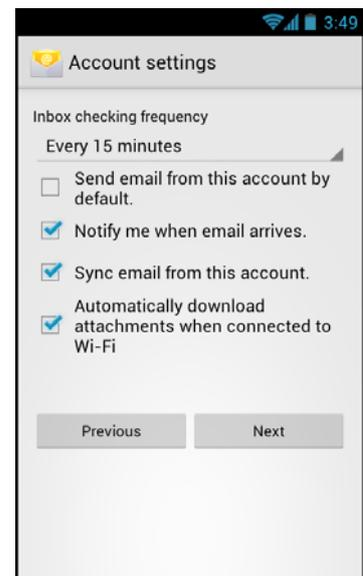 3:49
Account settings
Inbox checking frequency
Every 15 minutes
Send email from this account by
default.
Notify me when email arrives.
Sync email from this account.
Automatically download
attachments when connected to
Wi-Fi
Previous
Next